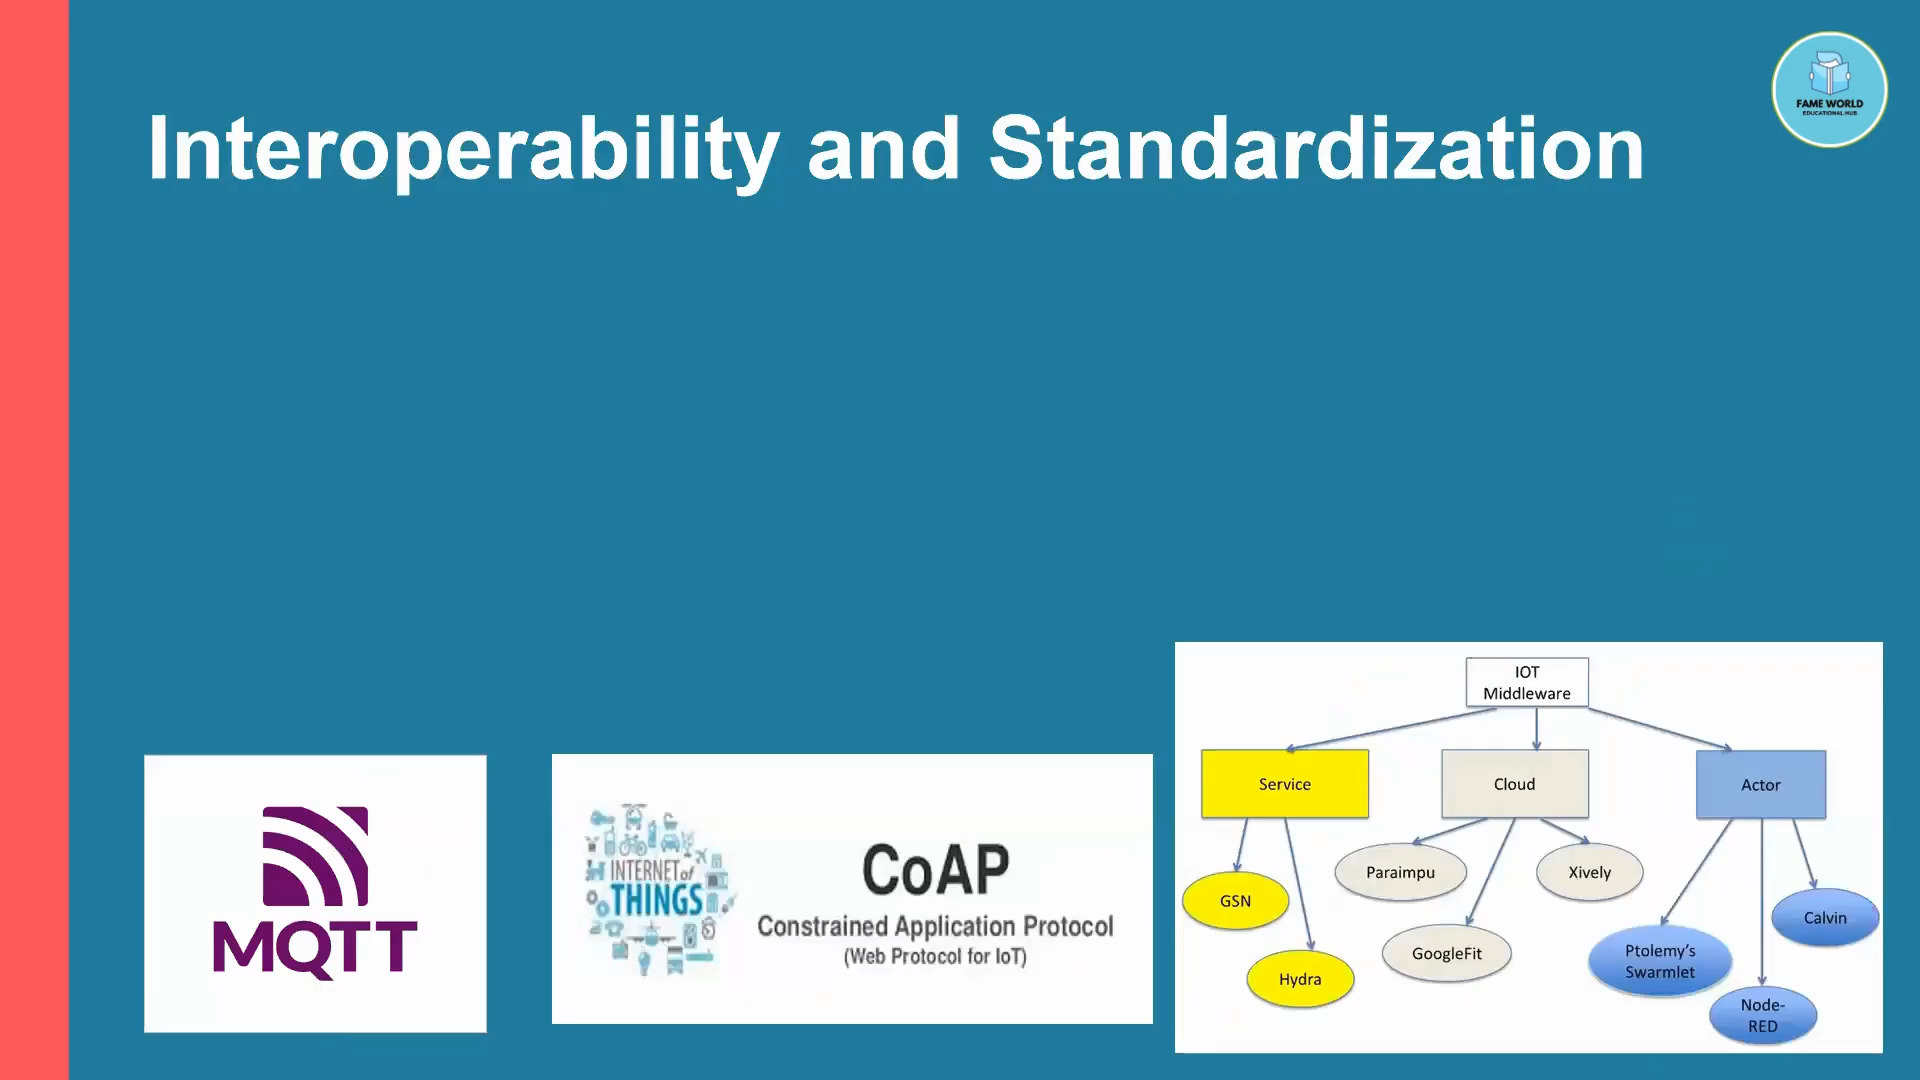 Interoperability and Standardization
FAME WORLD
EDUCATIONAL HUB
MQTT
INTERNET of
THINGS
CoAP
Constrained Application Protocol
(Web Protocol for IoT)
IOT
Middleware
Service
Cloud
Actor
GSN
Hydra
Paraimpu
GoogleFit
Xively
Ptolemy’s
Swarmlet
Node-
RED
Calvin